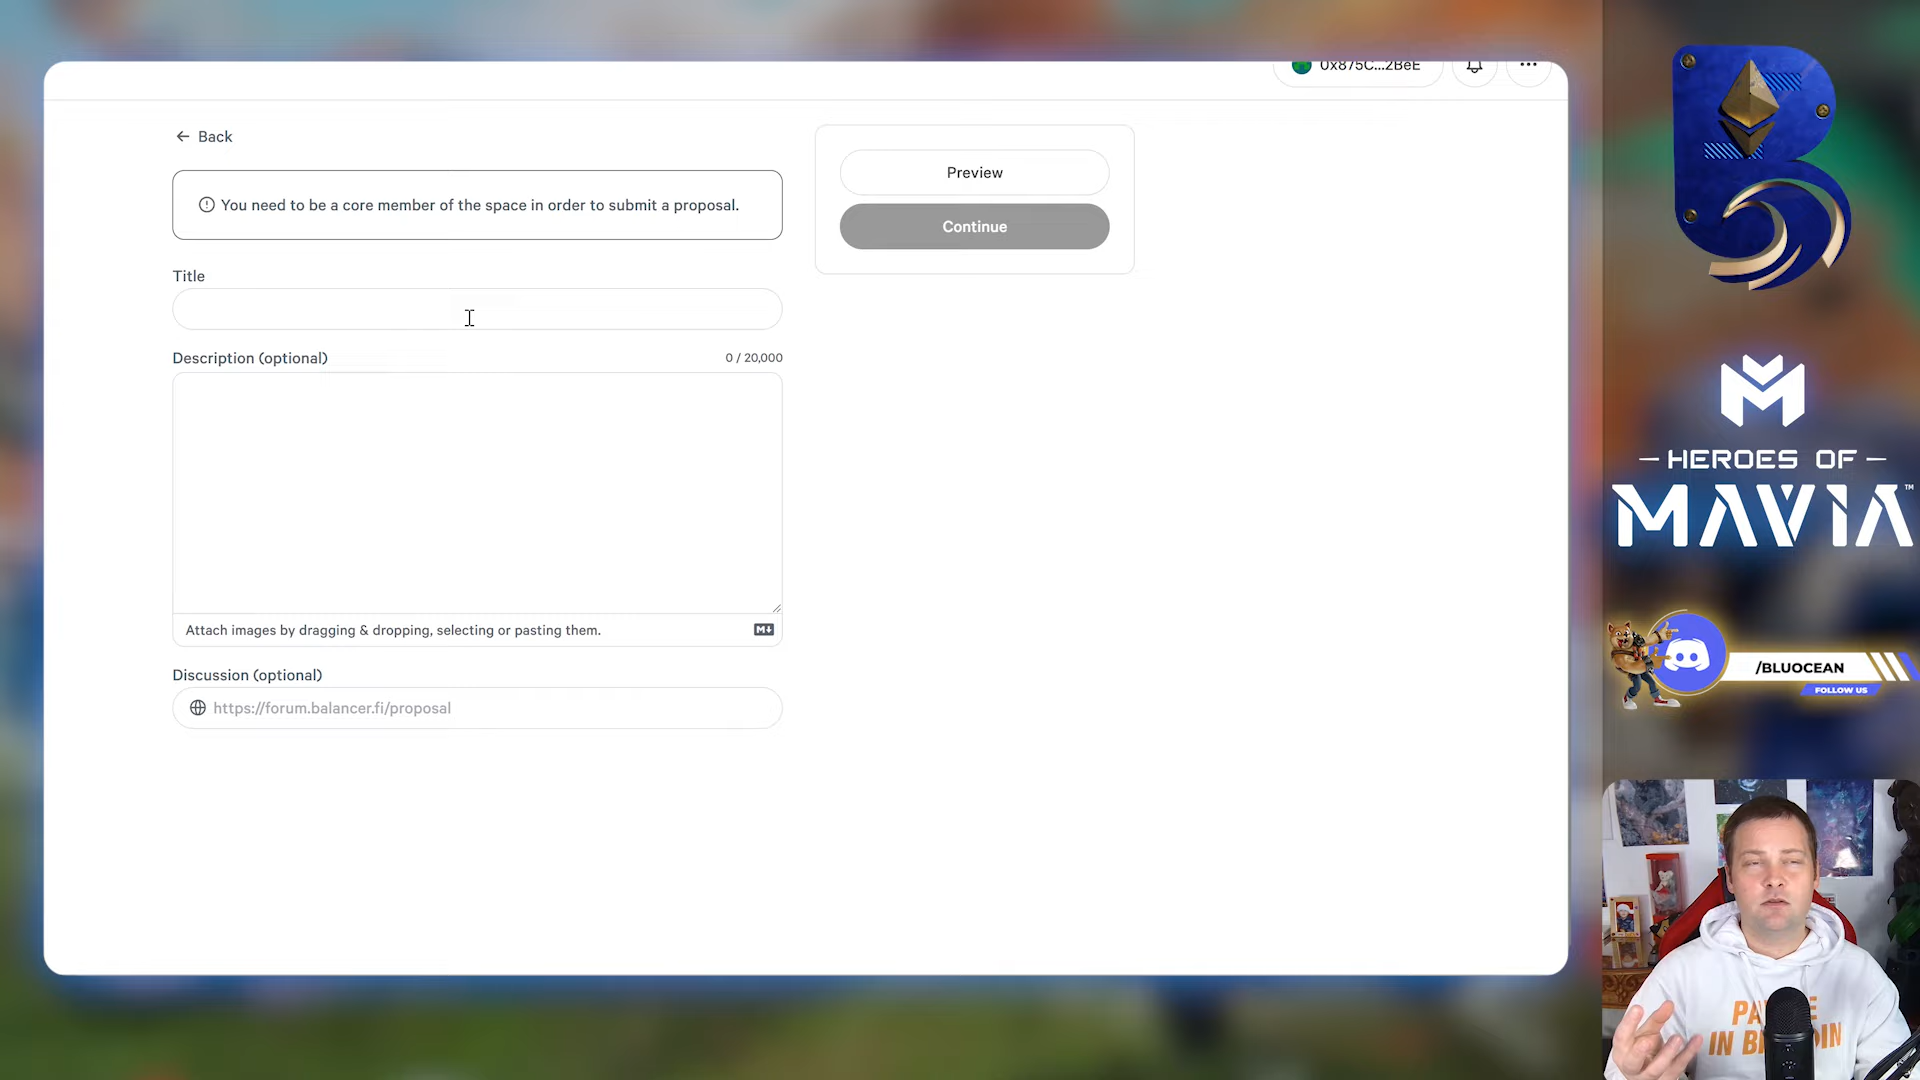 0x875C...2BeE
Back
You need to be a core member of the space in order to submit a proposal.
Preview
Continue
Title
Description (optional)
0 / 20,000
Attach images by dragging & dropping, selecting or pasting them.
M
Discussion (optional)
https://forum.balancer.fi/proposal
B
HEROES OF
MAVIA™
/BLUOCEAN
FOLLOW US
IN